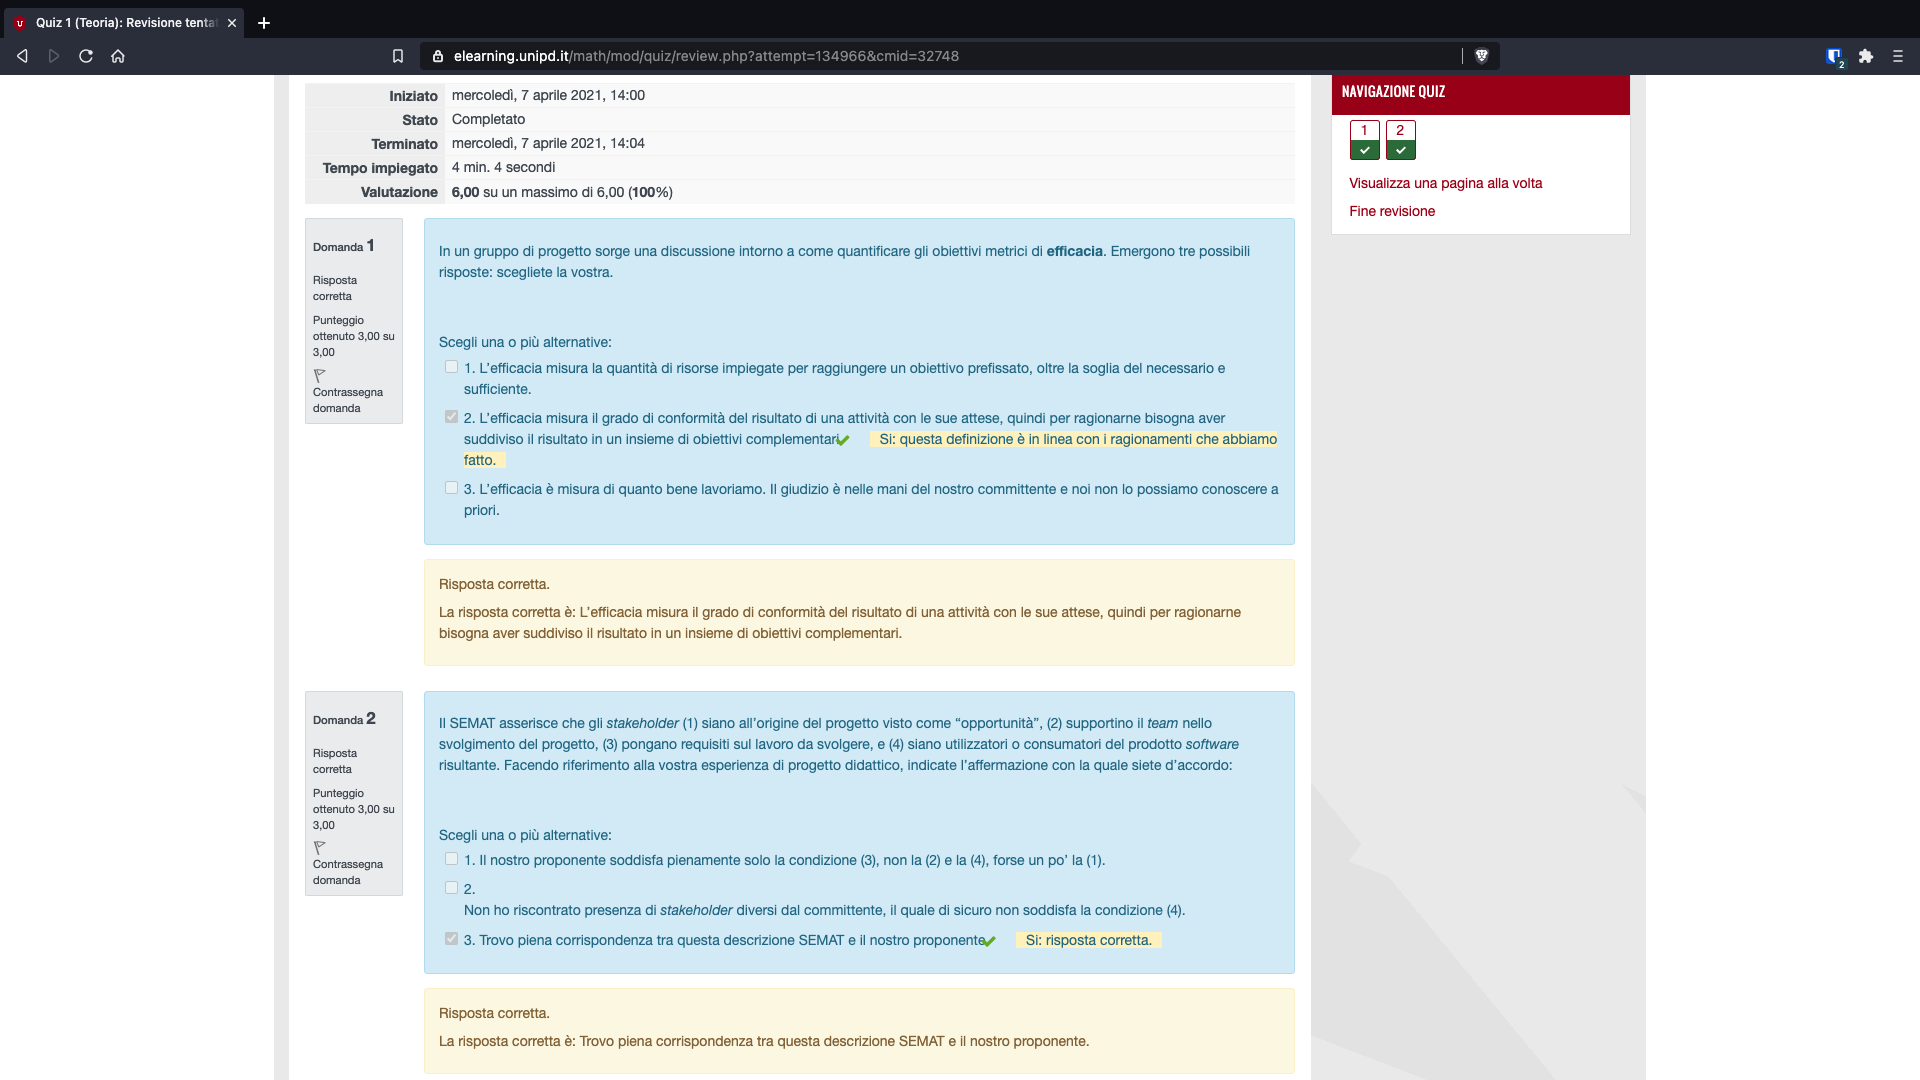 Quiz 1 (Teoria): Revisione tentat
elearning.unipd.it/math/mod/quiz/review.php?attempt=134966&cmid=32748
2
Iniziato mercoledì, 7 aprile 2021, 14:00
Stato Completato
Terminato mercoledì, 7 aprile 2021, 14:04
Tempo impiegato 4 min. 4 secondi
Valutazione 6,00 su un massimo di 6,00 (100%)
Domanda 1
Risposta
corretta
Punteggio
ottenuto 3,00 su
3,00
Contrassegna
domanda
In un gruppo di progetto sorge una discussione intorno a come quantificare gli obiettivi metrici di efficacia. Emergono tre possibili
risposte: scegliete la vostra.
Scegli una o più alternative:
1. L'efficacia misura la quantità di risorse impiegate per raggiungere un obiettivo prefissato, oltre la soglia del necessario e
sufficiente.
2. L'efficacia misura il grado di conformità del risultato di una attività con le sue attese, quindi per ragionarne bisogna aver
suddiviso il risultato in un insieme di obiettivi complementari. Si: questa definizione è in linea con i ragionamenti che abbiamo
fatto.
3. L'efficacia è misura di quanto bene lavoriamo. Il giudizio è nelle mani del nostro committente e noi non lo possiamo conoscere a
priori.
Risposta corretta.
La risposta corretta è: L'efficacia misura il grado di conformità del risultato di una attività con le sue attese, quindi per ragionarne
bisogna aver suddiviso il risultato in un insieme di obiettivi complementari.
Domanda 2
Risposta
corretta
Punteggio
ottenuto 3,00 su
3,00
Contrassegna
domanda
Il SEMAT asserisce che gli stakeholder (1) siano all'origine del progetto visto come “opportunità”, (2) supportino il team nello
svolgimento del progetto, (3) pongano requisiti sul lavoro da svolgere, e (4) siano utilizzatori o consumatori del prodotto software
risultante. Facendo riferimento alla vostra esperienza di progetto didattico, indicate l'affermazione con la quale siete d'accordo:
Scegli una o più alternative:
1. Il nostro proponente soddisfa pienamente solo la condizione (3), non la (2) e la (4), forse un po' la (1).
2.
Non ho riscontrato presenza di stakeholder diversi dal committente, il quale di sicuro non soddisfa la condizione (4).
3. Trovo piena corrispondenza tra questa descrizione SEMAT e il nostro proponente. Si: risposta corretta.
Risposta corretta.
La risposta corretta è: Trovo piena corrispondenza tra questa descrizione SEMAT e il nostro proponente.
NAVIGAZIONE QUIZ
1 2
Visualizza una pagina alla volta
Fine revisione